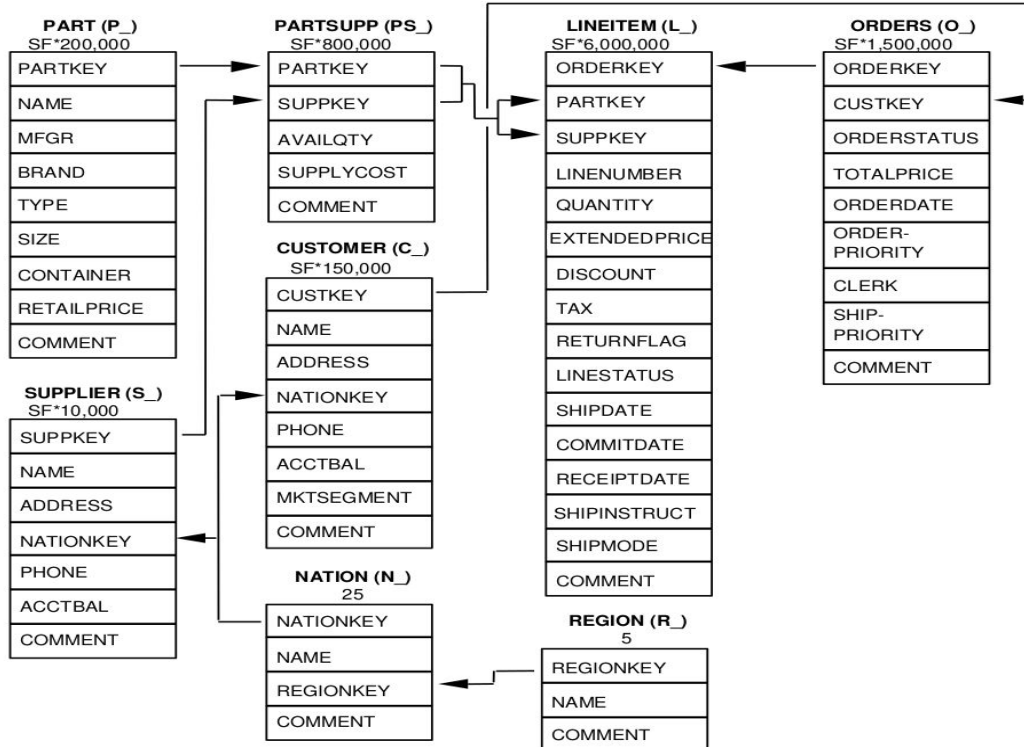 PART (P_)
SF*200,000
PARTKEY
NAME
MFGR
BRAND
TYPE
SIZE
CONTAINER
RETAILPRICE
COMMENT
SUPPLIER (S_)
SF*10,000
SUPPKEY
NAME
ADDRESS
NATIONKEY
PHONE
ACCTBAL
COMMENT
PARTSUPP (PS_)
SF*800,000
PARTKEY
SUPPKEY
AVAILQTY
SUPPLYCOST
COMMENT
CUSTOMER (C_)
SF*150,000
CUSTKEY
NAME
ADDRESS
NATIONKEY
PHONE
ACCTBAL
MKTSEGMENT
COMMENT
NATION (N_)
25
NATIONKEY
NAME
REGIONKEY
COMMENT
LINEITEM (L_)
SF*6,000,000
ORDERKEY
PARTKEY
SUPPKEY
LINENUMBER
QUANTITY
EXTENDEDPRICE
DISCOUNT
TAX
RETURNFLAG
LINESTATUS
SHIPDATE
COMMITDATE
RECEIPTDATE
SHIPINSTRUCT
SHIPMODE
COMMENT
REGION (R_)
5
REGIONKEY
NAME
COMMENT
ORDERS (O_)
SF*1,500,000
ORDERKEY
CUSTKEY
ORDERSTATUS
TOTALPRICE
ORDERDATE
ORDER-
PRIORITY
CLERK
SHIP-
PRIORITY
COMMENT